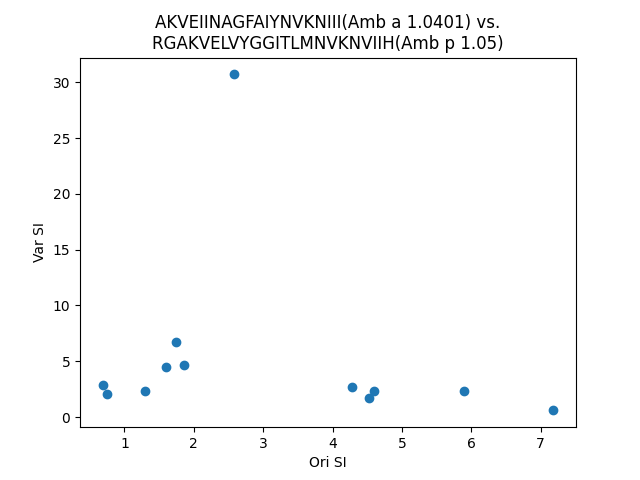 AKVEIINAGFAIYNVKNIII(Amb a 1.0401) vs.
RGAKVELVYGGITLMNVKNVIIH(Amb p 1.05)
30
25
20
15
10
5
0
Var SI
1 2 3 4 5 6 7
Ori SI